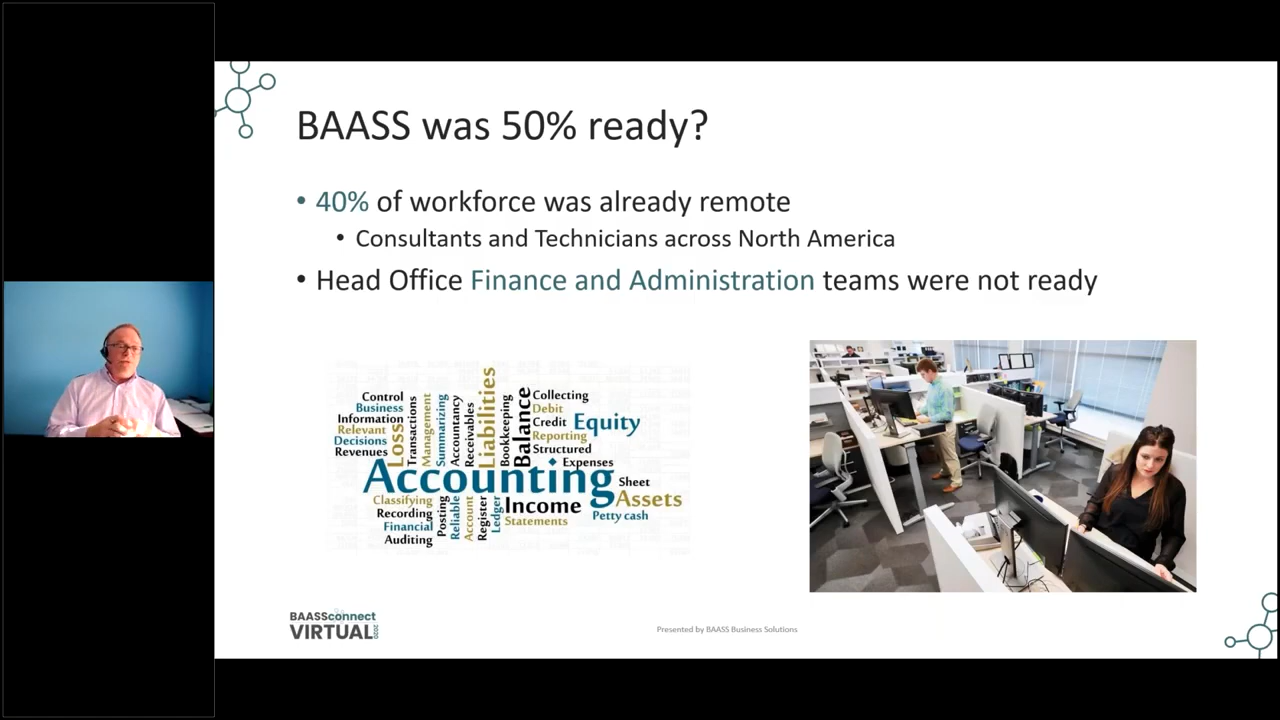 BAASS was 50% ready?
• 40% of workforce was already remote
• Consultants and Technicians across North America
• Head Office Finance and Administration teams were not ready
Control
Business
Information
Relevant
Decisions
Revenues
Loss
Transactions
Management
Summarizing
Accountancy
Receivables
Liabilities
Bookkeeping
Balance
Collecting
Debit
Credit
Equity
Reporting
Structured
Expenses
Accounting
Sheet
Classifying
Recording
Financial
Auditing
Posting
Reliable
Account
Register
Ledger
Income
Statements
Assets
Petty cash
BAASSconnect
VIRTUAL 2020
Presented by BAASS Business Solutions